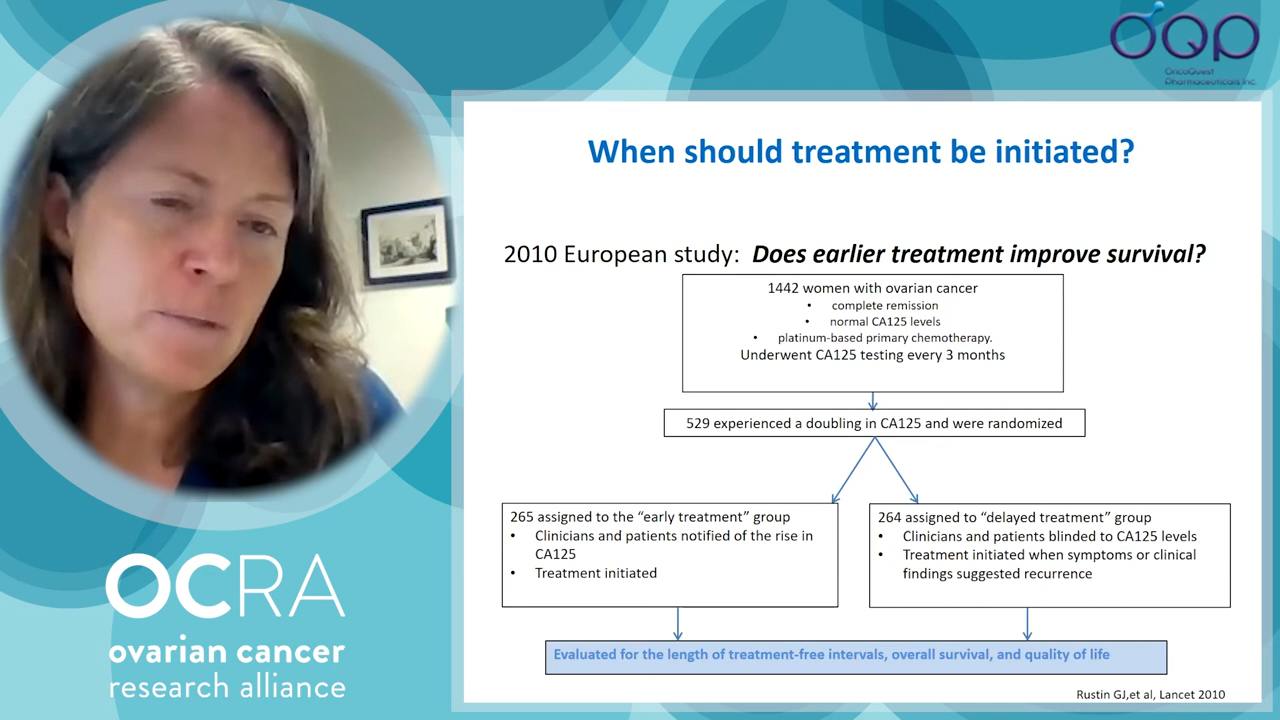 OQP
OncoQuest
Pharmaceuticals Inc.
When should treatment be initiated?
2010 European study: Does earlier treatment improve survival?
1442 women with ovarian cancer
• complete remission
• normal CA125 levels
• platinum-based primary chemotherapy.
Underwent CA125 testing every 3 months
529 experienced a doubling in CA125 and were randomized
265 assigned to the “early treatment” group
• Clinicians and patients notified of the rise in
CA125
• Treatment initiated
264 assigned to “delayed treatment” group
• Clinicians and patients blinded to CA125 levels
• Treatment initiated when symptoms or clinical
findings suggested recurrence
Evaluated for the length of treatment-free intervals, overall survival, and quality of life
Rustin GJ,et al, Lancet 2010
OCRA
ovarian cancer
research alliance